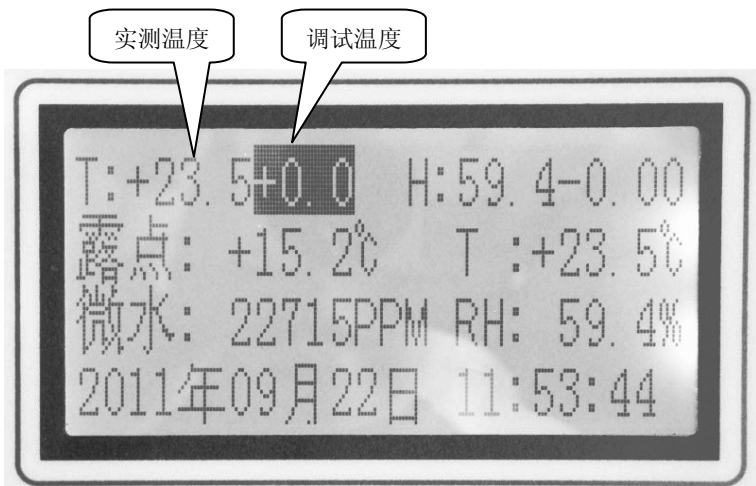 实测温度 调试温度
T:+23.5+0.0 H:59.4-0.00
露点: +15.2℃ T :+23.5℃
微水: 22715PPM RH: 59.4%
2011年09月22日 11:53:44